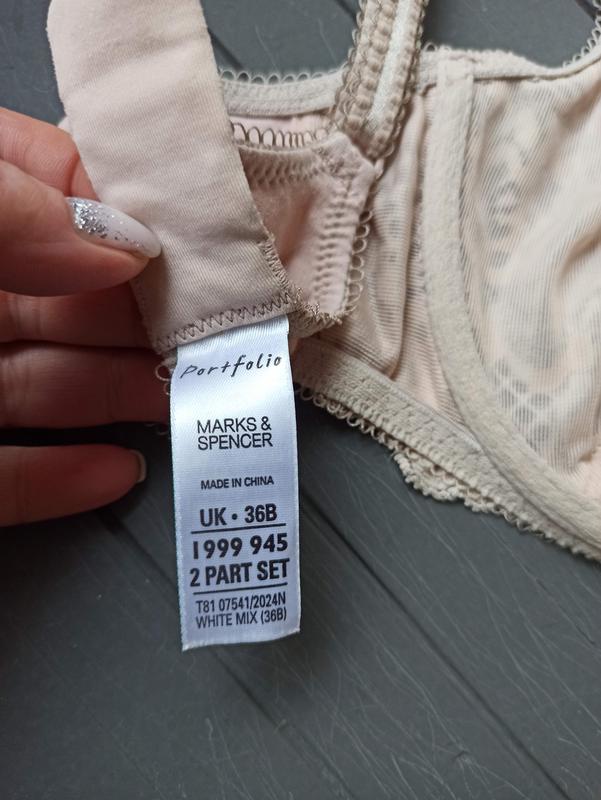 Portfolio
MARKS &
SPENCER
MADE IN CHINA
UK • 36B
1999 945
2 PART SET
T81 07541/2024N
WHITE MIX (36B)